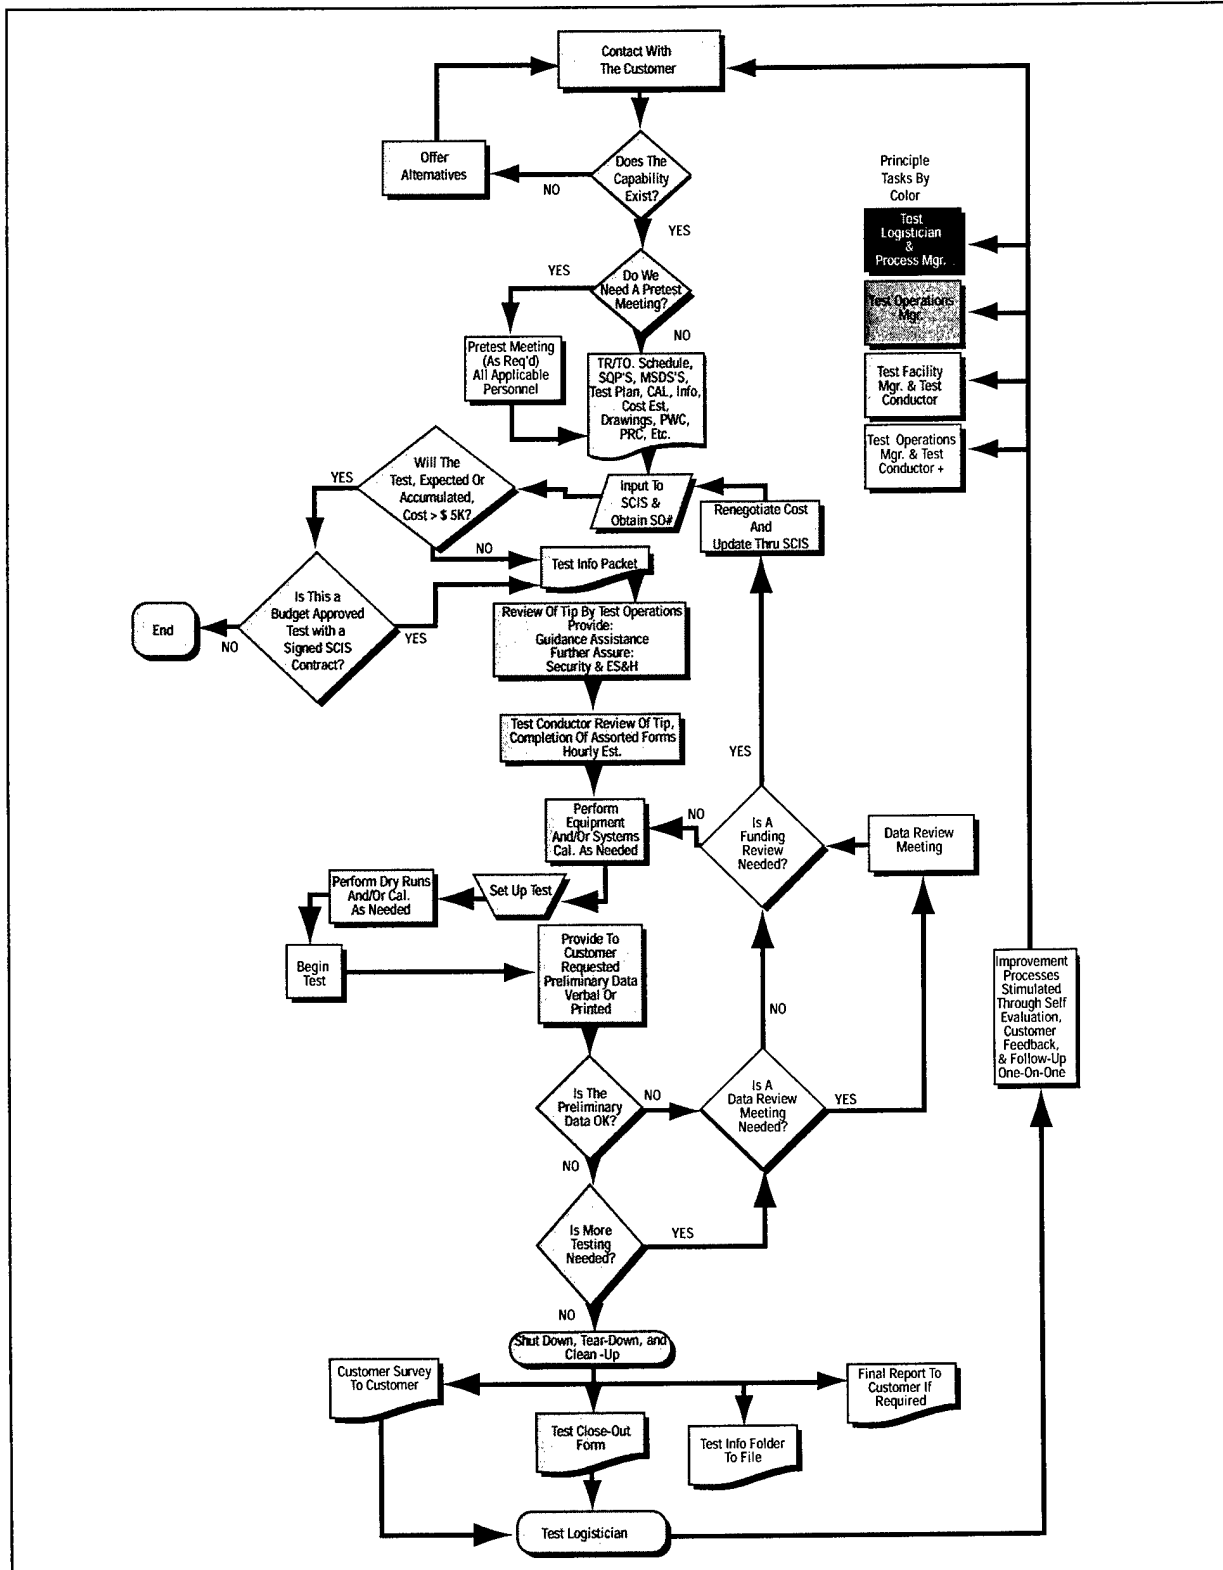 Contact With
The Customer
Offer
Alternatives
NO
Does The
Capability
Exist?
YES
Principle
Tasks By
Color
Test
Logistician
&
Process Mgr.
Test Operations
Mgr.
Test Facility
Mgr. & Test
Conductor
Test Operations
Mgr. & Test
Conductor +
YES
Do We
Need A Pretest
Meeting?
NO
Pretest Meeting
(As Req'd)
All Applicable
Personnel
TR/TO. Schedule,
SQP'S, MSDS'S,
Test Plan, CAL, Info,
Cost Est,
Drawings, PWC,
PRC, Etc.
YES
Will The
Test, Expected Or
Accumulated,
Cost > $ 5K?
NO
Input To
SCIS &
Obtain SO#
Renegotiate Cost
And
Update Thru SCIS
Test Info Packet
End
NO
Is This a
Budget Approved
Test with a
Signed SCIS
Contract?
YES
Review Of Tip By Test Operations
Provide:
Guidance Assistance
Further Assure:
Security & ES&H
Test Conductor Review Of Tip,
Completion Of Assorted Forms
Hourly Est.
YES
Perform
Equipment
And/Or Systems
Cal. As Needed
NO
Is A
Funding
Review
Needed?
Data Review
Meeting
Perform Dry Runs
And/Or Cal.
As Needed
Set Up Test
Begin
Test
Provide To
Customer
Requested
Preliminary Data
Verbal Or
Printed
NO
Improvement
Processes
Stimulated
Through Self
Evaluation,
Customer
Feedback,
& Follow-Up
One-On-One
Is The
Preliminary
Data OK?
NO
Is A
Data Review
Meeting
Needed?
YES
NO
Is More
Testing
Needed?
YES
NO
Shut Down, Tear-Down, and
Clean -Up
Customer Survey
To Customer
Test Close-Out
Form
Test Info Folder
To File
Final Report To
Customer If
Required
Test Logistician